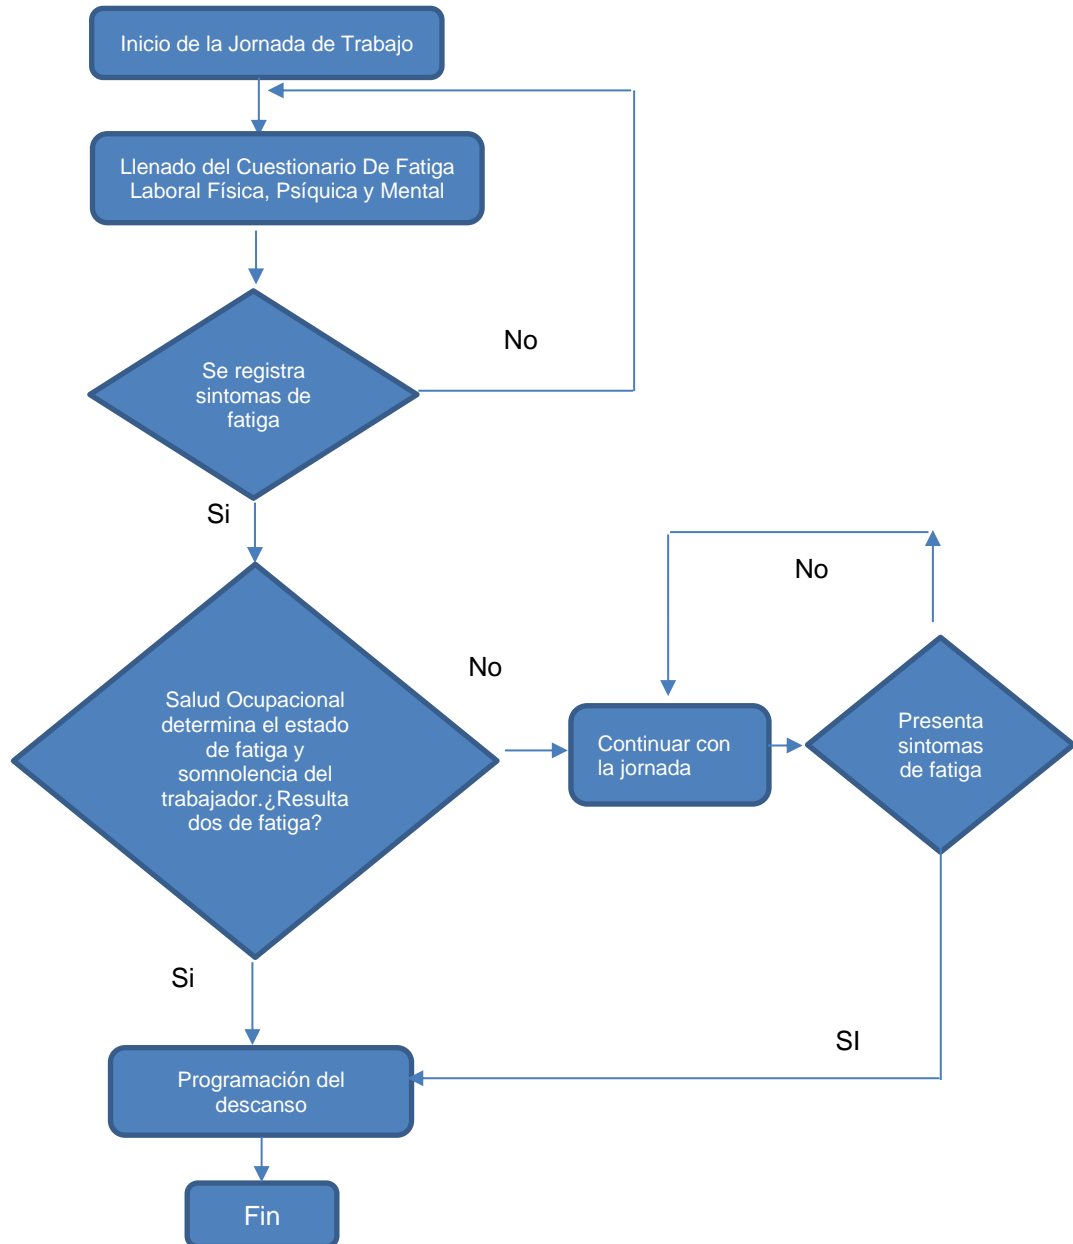 Inicio de la Jornada de Trabajo
Llenado del Cuestionario De Fatiga
Laboral Física, Psíquica y Mental
No
Se registra
sintomas de
fatiga
Si
No
No
Salud Ocupacional
determina el estado
de fatiga y
somnolencia del
trabajador.¿Resulta
dos de fatiga?
Continuar con
la jornada
Presenta
sintomas
de fatiga
Si
SI
Programación del
descanso
Fin